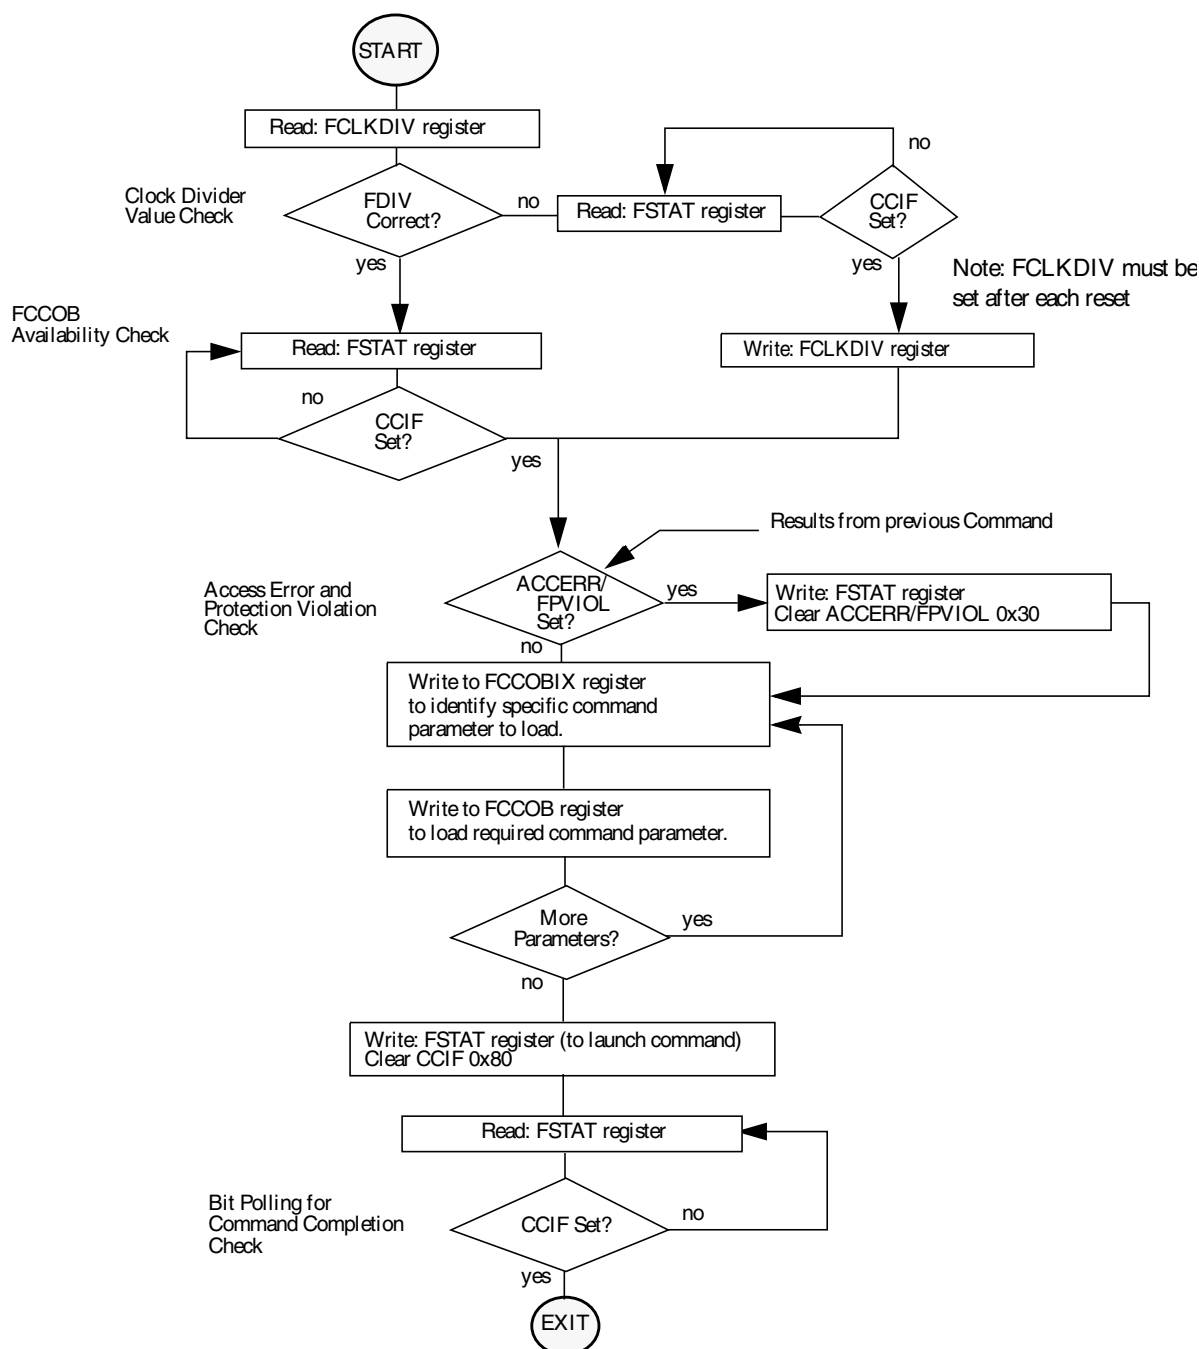 START
Read: FCLKDIV register
no
Clock Divider
Value Check
FDIV
Correct?
no
Read: FSTAT register
CCIF
Set?
yes
yes
Note: FCLKDIV must be
set after each reset
FCCOB
Availability Check
Read: FSTAT register
Write: FCLKDIV register
no
CCIF
Set?
yes
Results from previous Command
Access Error and
Protection Violation
Check
ACCERR/
FPVIOL
Set?
yes
Write: FSTAT register
Clear ACCERR/FPVIOL 0x30
no
Write to FCCOBIX register
to identify specific command
parameter to load.
Write to FCCOB register
to load required command parameter.
More
Parameters?
yes
no
Write: FSTAT register (to launch command)
Clear CCIF 0x80
Read: FSTAT register
Bit Polling for
Command Completion
Check
CCIF Set?
no
yes
EXIT